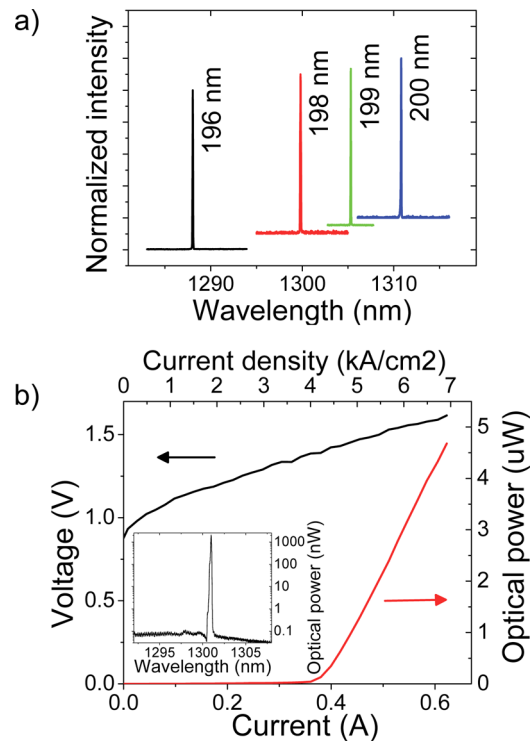 a)
Normalized intensity
196 nm
198 nm
199 nm
200 nm
1290 1300 1310
Wavelength (nm)
b)
Current density (kA/cm2)
0 1 2 3 4 5 6 7
Voltage (V)
1.5
1.0
0.5
0.0
Optical power (uW)
5
4
3
2
1
0
Optical power (nW)
1000
100
10
1
0.1
1295 1300 1305
Wavelength (nm)
0.0 0.2 0.4 0.6
Current (A)